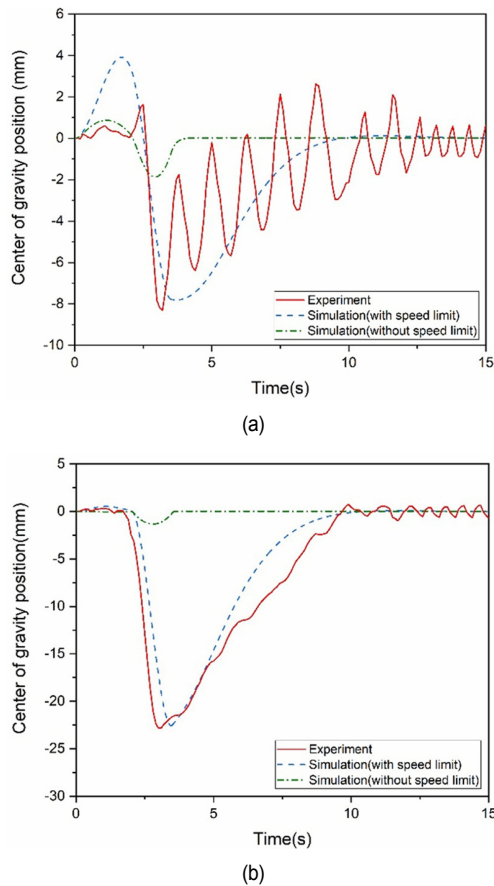 6
4
2
0
-2
-4
-6
-8
-10
Center of gravity position (mm)
Experiment
Simulation(with speed limit)
Simulation(without speed limit)
0
5
10
15
Time(s)
(a)
5
0
-5
-10
-15
-20
-25
-30
Center of gravity position(mm)
Experiment
Simulation(with speed limit)
Simulation(without speed limit)
0
5
10
15
Time(s)
(b)